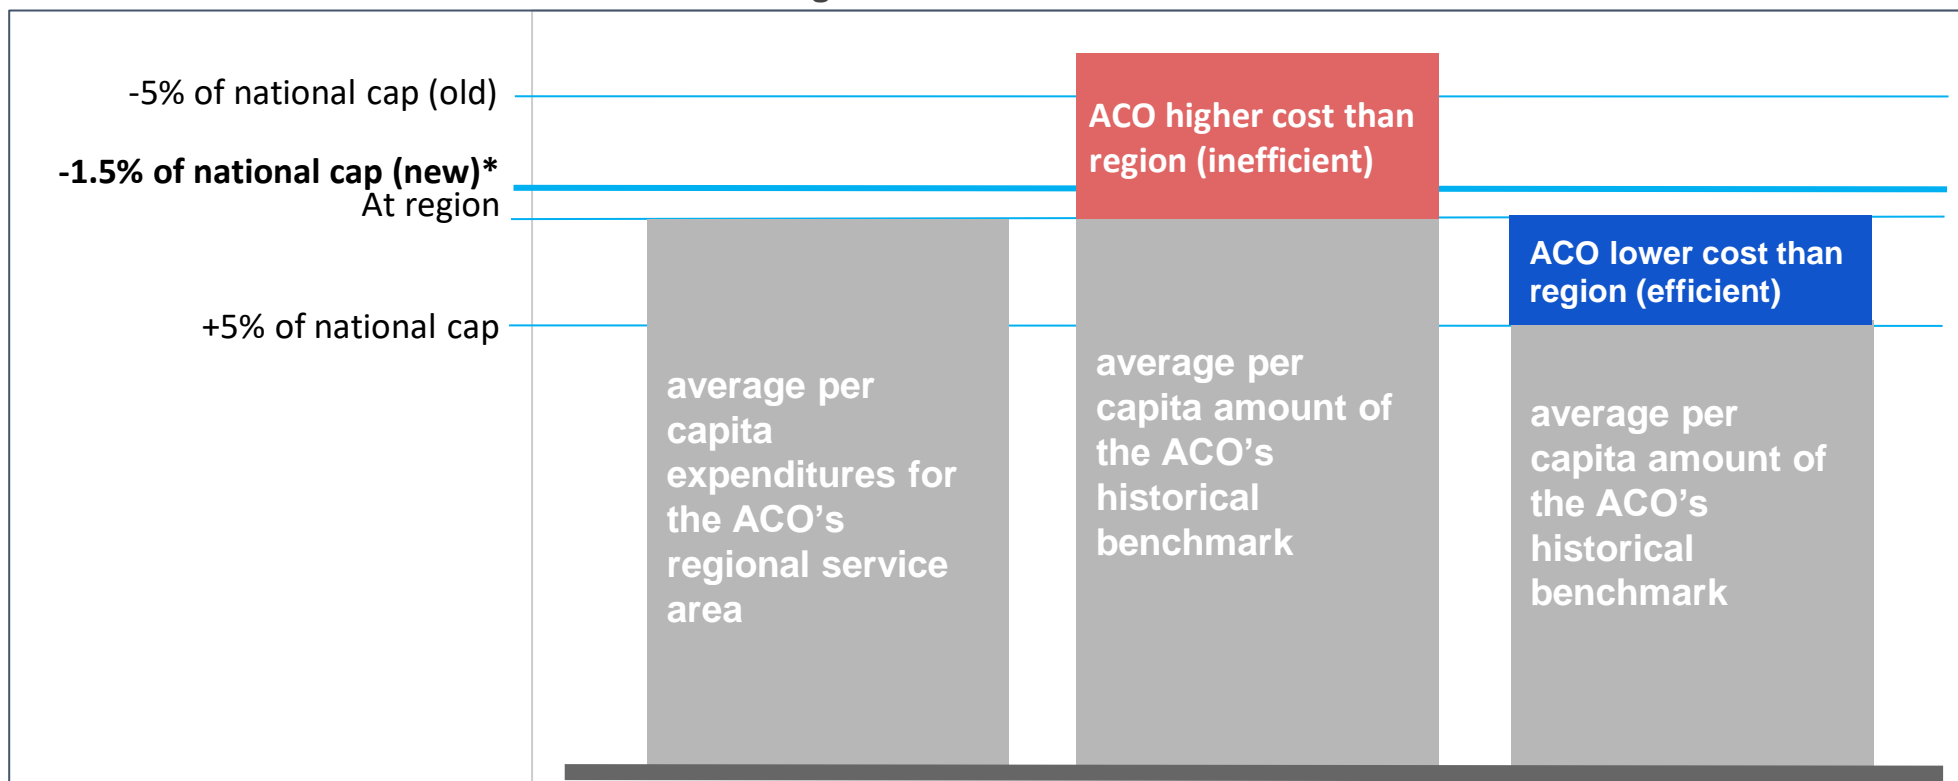 -5% of national cap (old)
-1.5% of national cap (new)*
At region
+5% of national cap
average per
capita
expenditures for
the ACO’s
regional service
area
ACO higher cost than
region (inefficient)
average per
capita amount of
the ACO’s
historical
benchmark
ACO lower cost than
region (efficient)
average per
capita amount of
the ACO’s
historical
benchmark